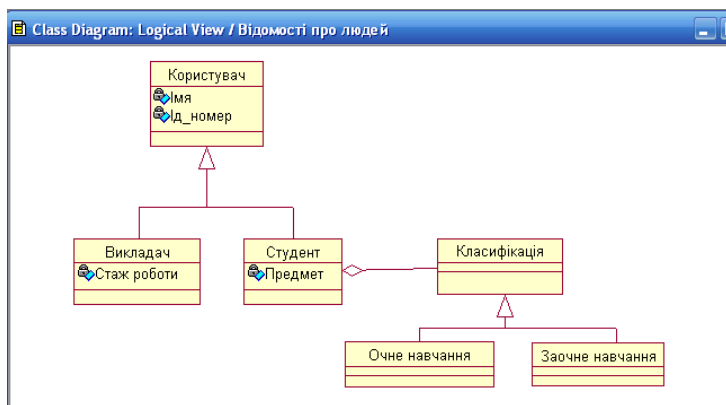 Class Diagram: Logical View / Відомості про людей
Користувач
Імя
Ід_номер
Викладач
Стаж роботи
Студент
Предмет
Класифікація
Очне навчання
Заочне навчання